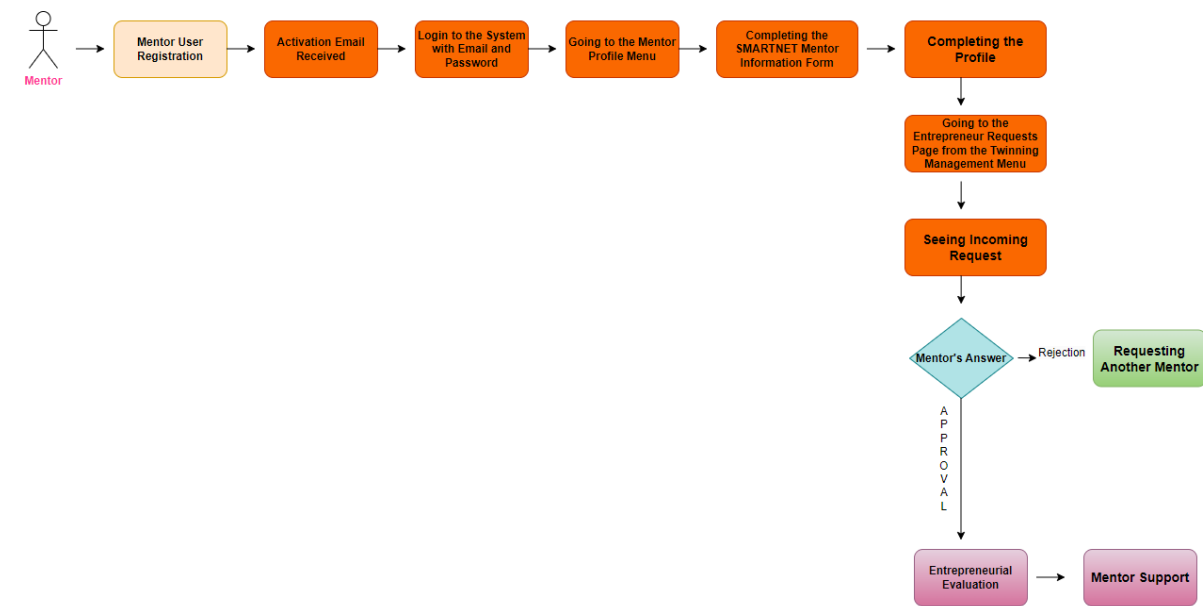 Mentor
Mentor User
Registration
Activation Email
Received
Login to the System
with Email and
Password
Going to the Mentor
Profile Menu
Completing the
SMARTNET Mentor
Information Form
Completing the
Profile
Going to the
Entrepreneur Requests
Page from the Twinning
Management Menu
Seeing Incoming
Request
Mentor's Answer
Rejection
Requesting
Another Mentor
A
P
P
R
O
V
A
L
Entrepreneurial
Evaluation
Mentor Support